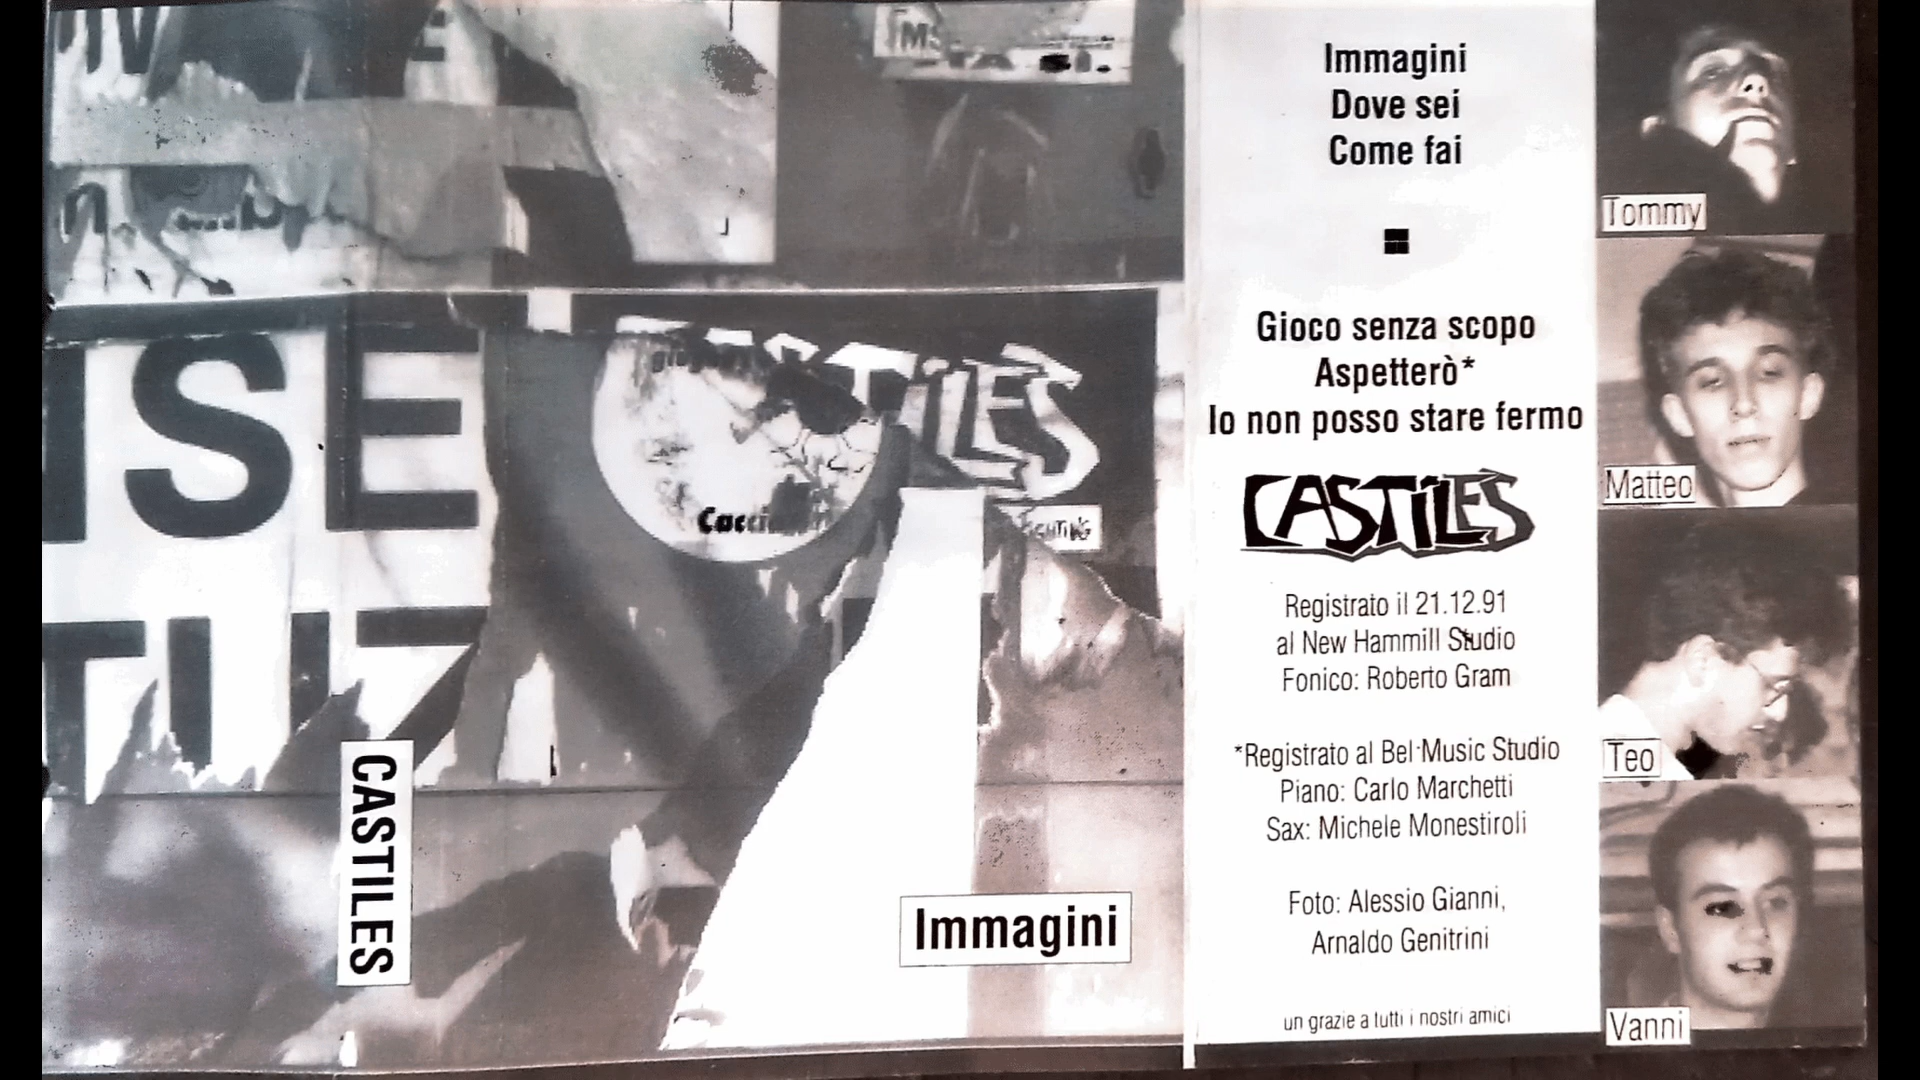 ISE
TUZ
CASTILES
Immagini
Immagini
Dove sei
Come fai
Gioco senza scopo
Aspetterò*
Io non posso stare fermo
CASTILES
Registrato il 21.12.91
al New Hammill Studio
Fonico: Roberto Gram
*Registrato al Bel Music Studio
Piano: Carlo Marchetti
Sax: Michele Monestiroli
Foto: Alessio Gianni,
Arnaldo Genitrini
un grazie a tutti i nostri amici
Tommy
Matteo
Teo
Vanni